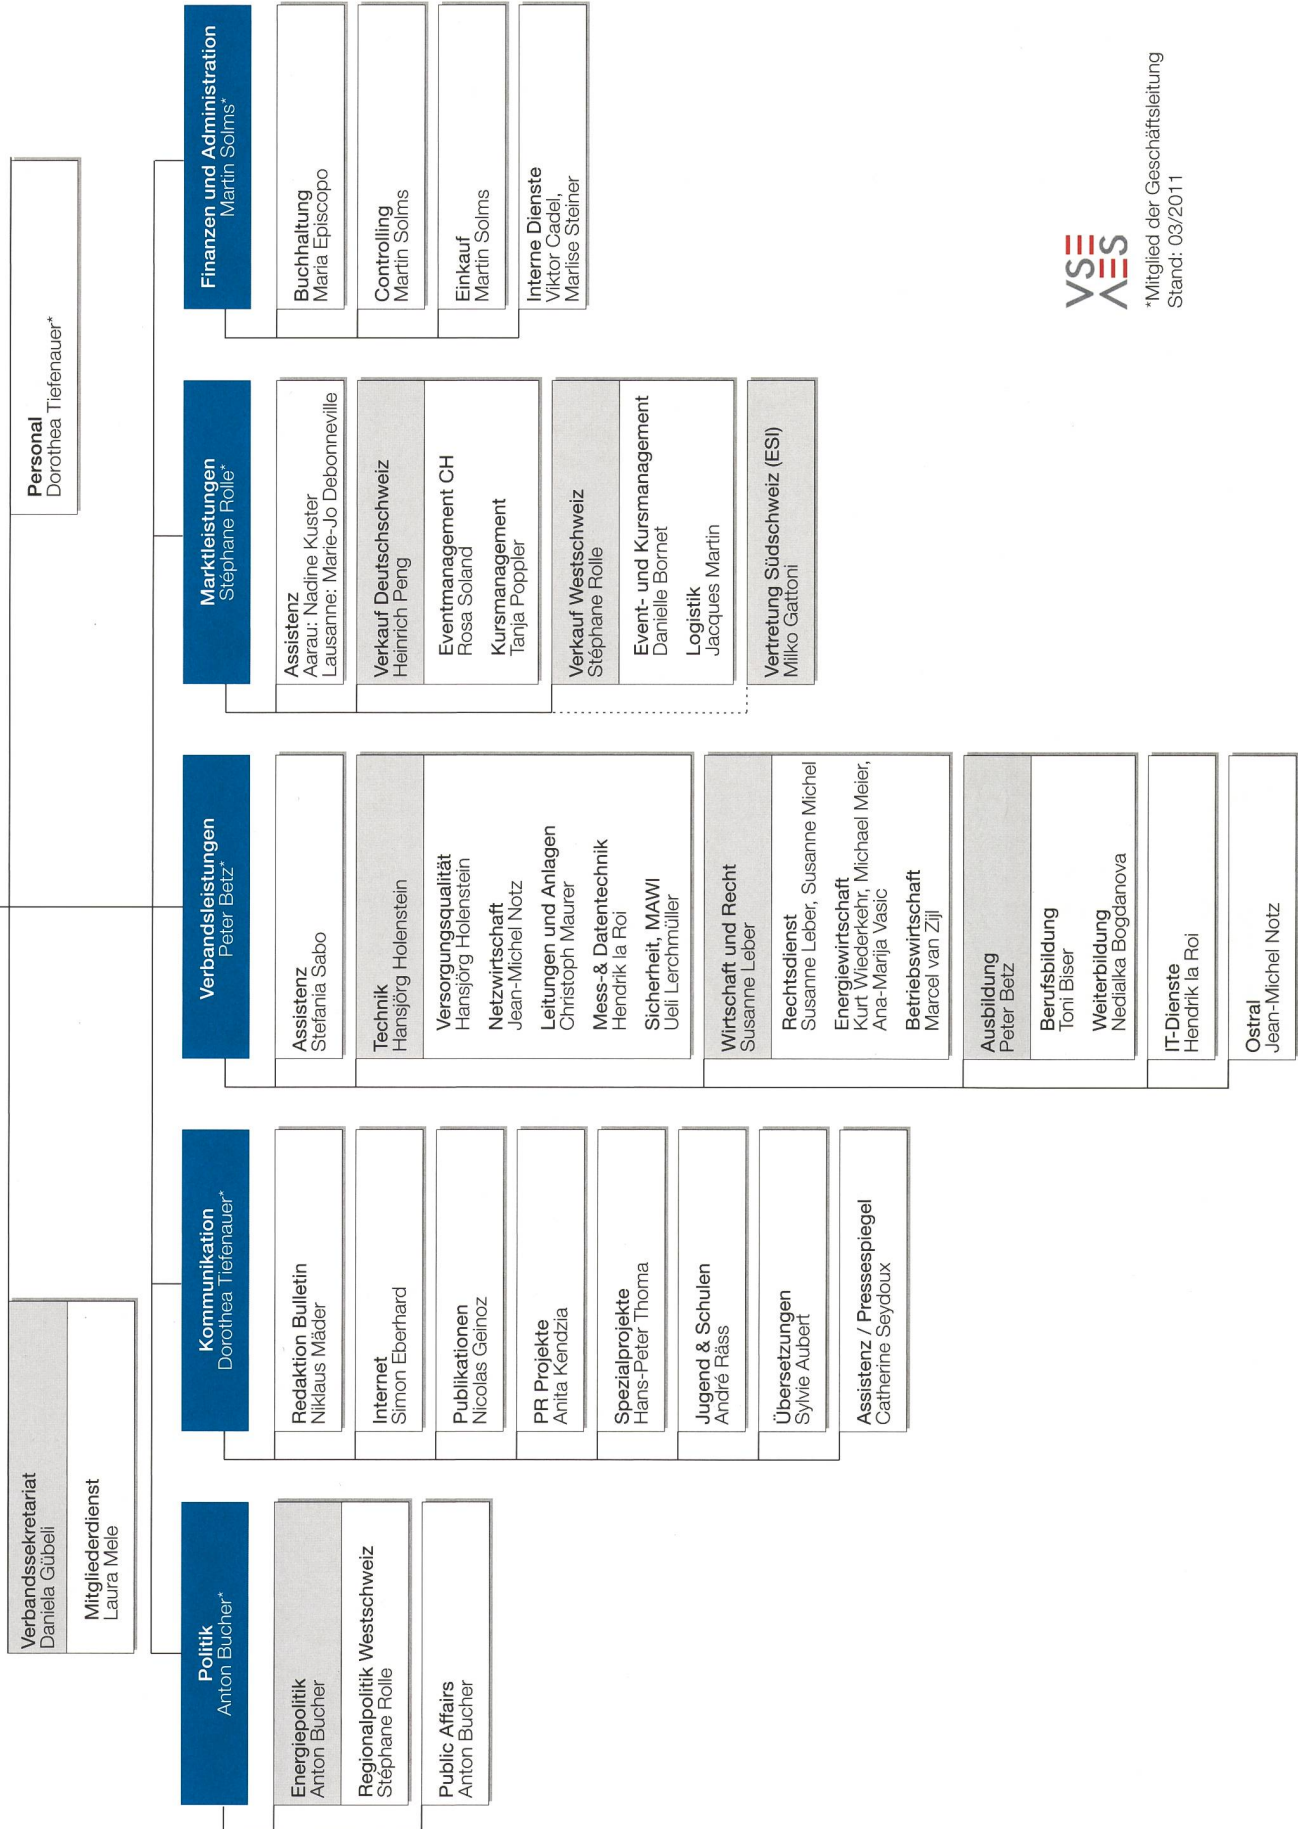 Verbandssekretariat
Daniela Gübeli
Mitgliederdienst
Laura Mele
Personal
Dorothea Tiefenauer*
Politik
Anton Bucher*
Energiepolitik
Anton Bucher
Regionalpolitik Westschweiz
Stéphane Rolle
Public Affairs
Anton Bucher
Kommunikation
Dorothea Tiefenauer*
Redaktion Bulletin
Niklaus Mäder
Internet
Simon Eberhard
Publikationen
Nicolas Geinoz
PR Projekte
Anita Kendzia
Spezialprojekte
Hans-Peter Thoma
Jugend & Schulen
André Räss
Übersetzungen
Sylvie Aubert
Assistenz / Pressespiegel
Catherine Seydoux
Verbandsleistungen
Peter Betz*
Assistenz
Stefania Sabo
Technik
Hansjörg Holenstein
Versorgungsqualität
Hansjörg Holenstein
Netzwirtschaft
Jean-Michel Notz
Leitungen und Anlagen
Christoph Maurer
Mess-& Datentechnik
Hendrik la Roi
Sicherheit, MAWI
Ueli Lerchmüller
Wirtschaft und Recht
Susanne Leber
Rechtsdienst
Susanne Leber, Susanne Michel
Energiewirtschaft
Kurt Wiederkehr, Michael Meier,
Ana-Marija Vasic
Betriebswirtschaft
Marcel van Zijl
Ausbildung
Peter Betz
Berufsbildung
Toni Biser
Weiterbildung
Nedialka Bogdanova
IT-Dienste
Hendrik la Roi
Ostral
Jean-Michel Notz
Marktleistungen
Stéphane Rolle*
Assistenz
Aarau: Nadine Kuster
Lausanne: Marie-Jo Debonneville
Verkauf Deutschschweiz
Heinrich Peng
Eventmanagement CH
Rosa Soland
Kursmanagement
Tanja Poppler
Verkauf Westschweiz
Stéphane Rolle
Event- und Kursmanagement
Danielle Bornet
Logistik
Jacques Martin
Vertretung Südschweiz (ESI)
Milko Gattoni
Finanzen und Administration
Martin Solms*
Buchhaltung
Maria Episcopo
Controlling
Martin Solms
Einkauf
Martin Solms
Interne Dienste
Viktor Cadel,
Marlise Steiner
VSE
AES
*Mitglied der Geschäftsleitung
Stand: 03/2011